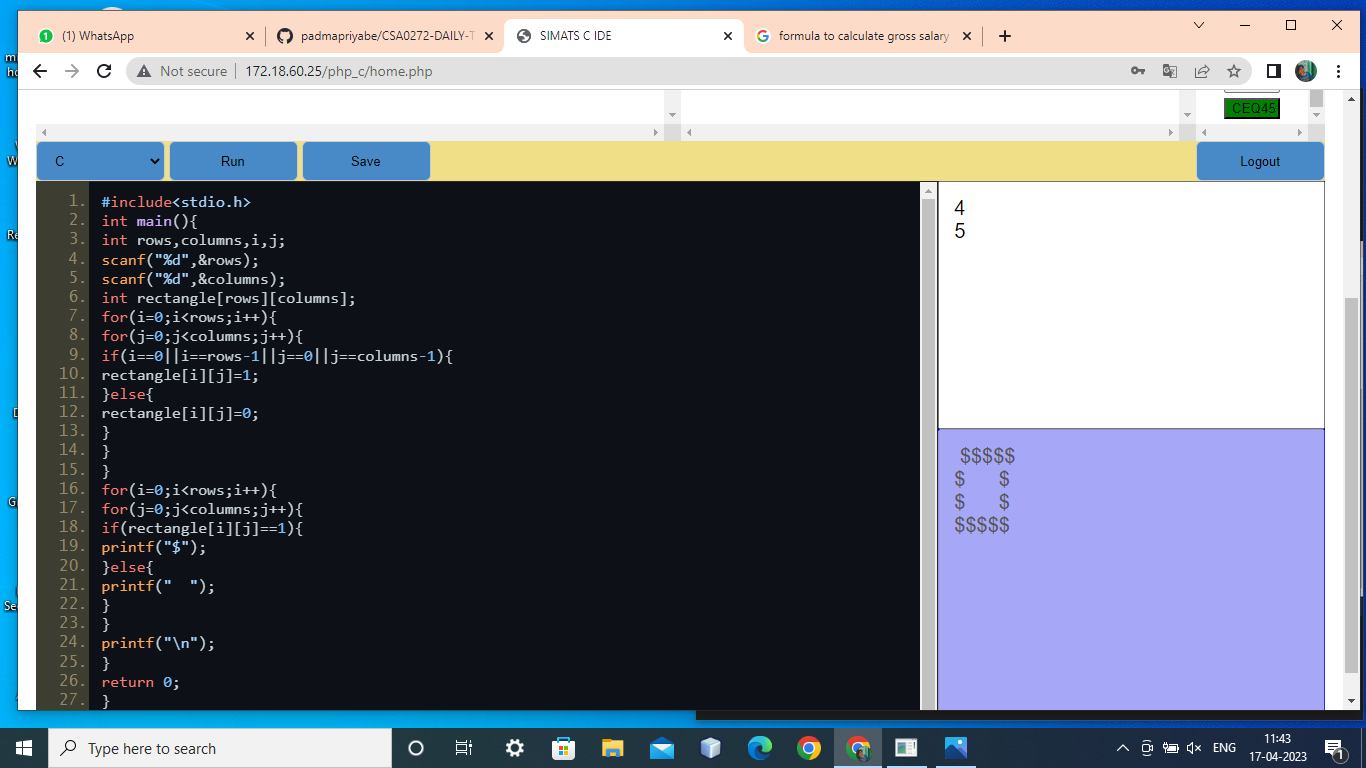 (1) WhatsApp
padmapriyabe/CSA0272-DAILY-T
SIMATS C IDE
formula to calculate gross salary
Not secure
172.18.60.25/php_c/home.php
CEQ45
C
Run
Save
Logout
1. #include<stdio.h>
2. int main(){
3. int rows,columns,i,j;
4. scanf("%d",&rows);
5. scanf("%d",&columns);
6. int rectangle[rows][columns];
7. for(i=0;i<rows;i++){
8. for(j=0;j<columns;j++){
9. if(i==0||i==rows-1||j==0||j==columns-1){
10. rectangle[i][j]=1;
11. }else{
12. rectangle[i][j]=0;
13. }
14. }
15. }
16. for(i=0;i<rows;i++){
17. for(j=0;j<columns;j++){
18. if(rectangle[i][j]==1){
19. printf("$");
20. }else{
21. printf("  ");
22. }
23. }
24. printf("\n");
25. }
26. return 0;
27. }
4
5
$$$$$
$      $
$      $
$$$$$
Type here to search
ENG
11:43
17-04-2023
1